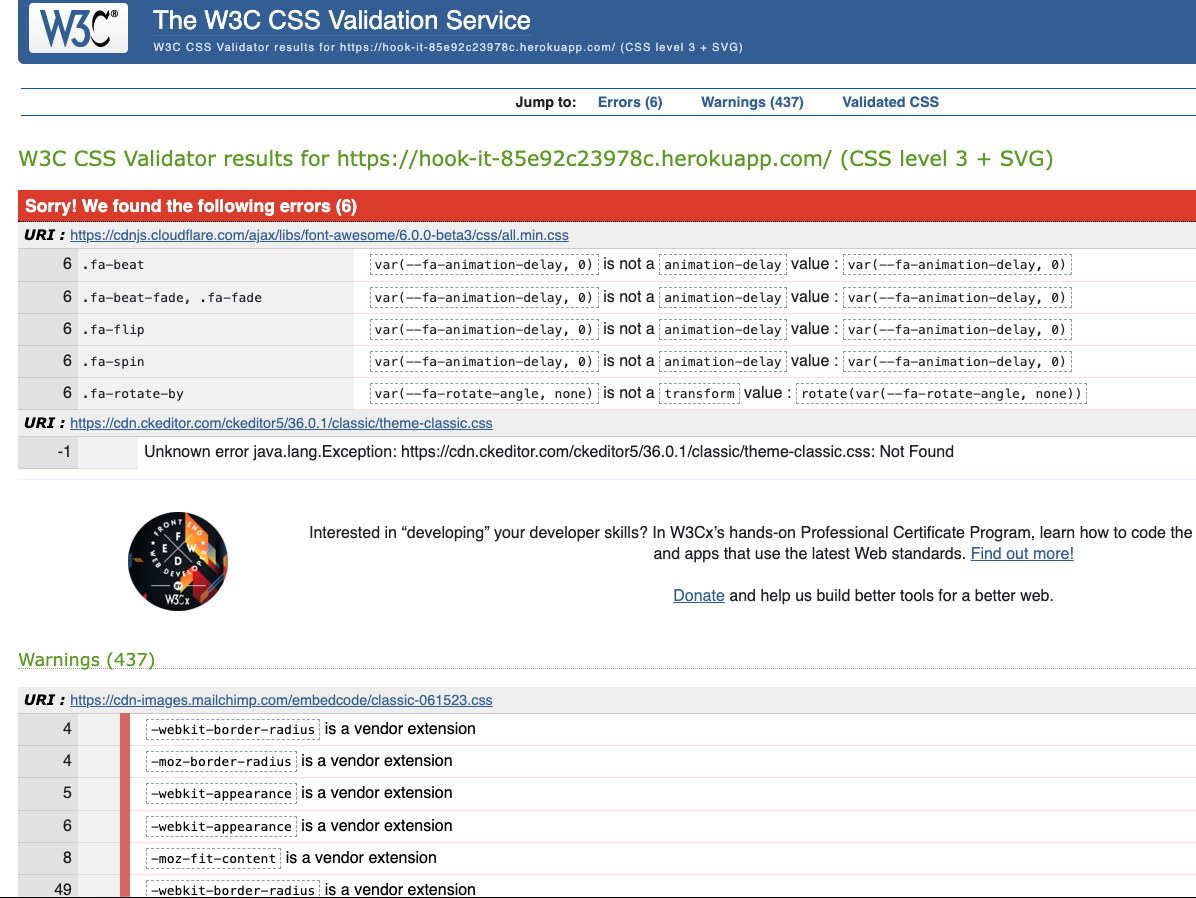 W3C®
The W3C CSS Validation Service
W3C CSS Validator results for https://hook-it-85e92c23978c.herokuapp.com/ (CSS level 3 + SVG)
Jump to: Errors (6) Warnings (437) Validated CSS
W3C CSS Validator results for https://hook-it-85e92c23978c.herokuapp.com/ (CSS level 3 + SVG)
Sorry! We found the following errors (6)
URI : https://cdnjs.cloudflare.com/ajax/libs/font-awesome/6.0.0-beta3/css/all.min.css
6 .fa-beat var(--fa-animation-delay, 0) is not a animation-delay value : var(--fa-animation-delay, 0)
6 .fa-beat-fade, .fa-fade var(--fa-animation-delay, 0) is not a animation-delay value : var(--fa-animation-delay, 0)
6 .fa-flip var(--fa-animation-delay, 0) is not a animation-delay value : var(--fa-animation-delay, 0)
6 .fa-spin var(--fa-animation-delay, 0) is not a animation-delay value : var(--fa-animation-delay, 0)
6 .fa-rotate-by var(--fa-rotate-angle, none) is not a transform value : rotate(var(--fa-rotate-angle, none))
URI : https://cdn.ckeditor.com/ckeditor5/36.0.1/classic/theme-classic.css
-1 Unknown error java.lang.Exception: https://cdn.ckeditor.com/ckeditor5/36.0.1/classic/theme-classic.css: Not Found
FRONT END
WEB DEVELOPER
F
E W
D
BY
W3Cx
Interested in “developing” your developer skills? In W3Cx’s hands-on Professional Certificate Program, learn how to code the
and apps that use the latest Web standards. Find out more!
Donate and help us build better tools for a better web.
Warnings (437)
URI : https://cdn-images.mailchimp.com/embedcode/classic-061523.css
4 -webkit-border-radius is a vendor extension
4 -moz-border-radius is a vendor extension
5 -webkit-appearance is a vendor extension
6 -webkit-appearance is a vendor extension
8 -moz-fit-content is a vendor extension
49 -webkit-border-radius is a vendor extension